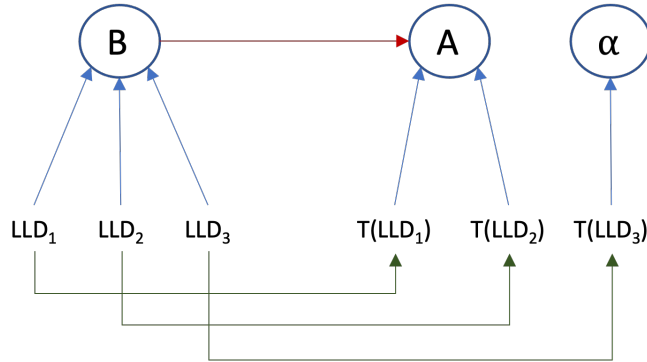 B A α
LLD₁ LLD₂ LLD₃ T(LLD₁) T(LLD₂) T(LLD₃)